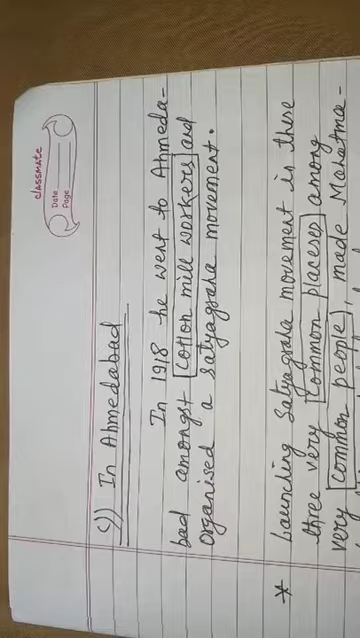 classmate
Date
Page
c) In Ahmedabad
In 1918 he went to Ahmeda-
bad amongst cotton mill workers and
organised a satyagraha movement.
* Launching Satyagraha movement in these
three very common places among
very common people, made Mahatma-